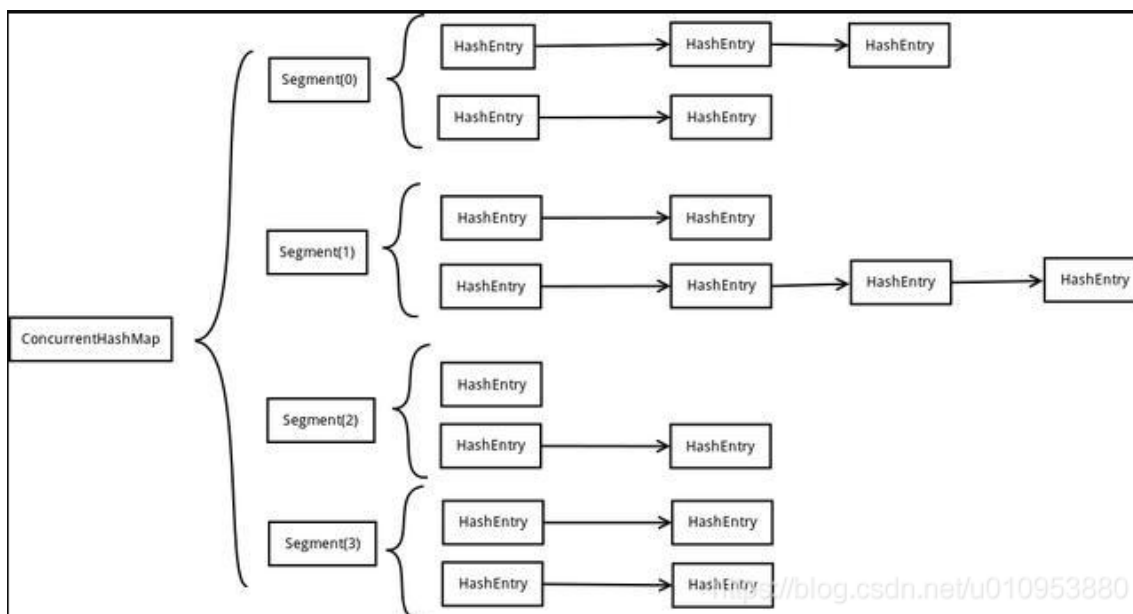 HashEntry HashEntry HashEntry
Segment(0)
HashEntry HashEntry
HashEntry HashEntry
Segment(1)
HashEntry HashEntry HashEntry HashEntry
ConcurrentHashMap
HashEntry
Segment(2)
HashEntry HashEntry
HashEntry HashEntry
Segment(3)
HashEntry HashEntry
https://blog.csdn.net/u010953880